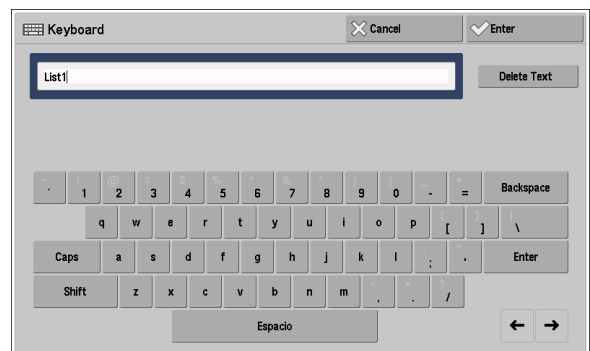 Keyboard Cancel Enter
List1 Delete Text
~ ! @ # $ % ^ & * ( ) _ +
` 1 2 3 4 5 6 7 8 9 0 - = Backspace
{ } |
q w e r t y u i o p [ ] \
: "
Caps a s d f g h j k l ; ' Enter
< > ?
Shift z x c v b n m , . /
Espacio ← →